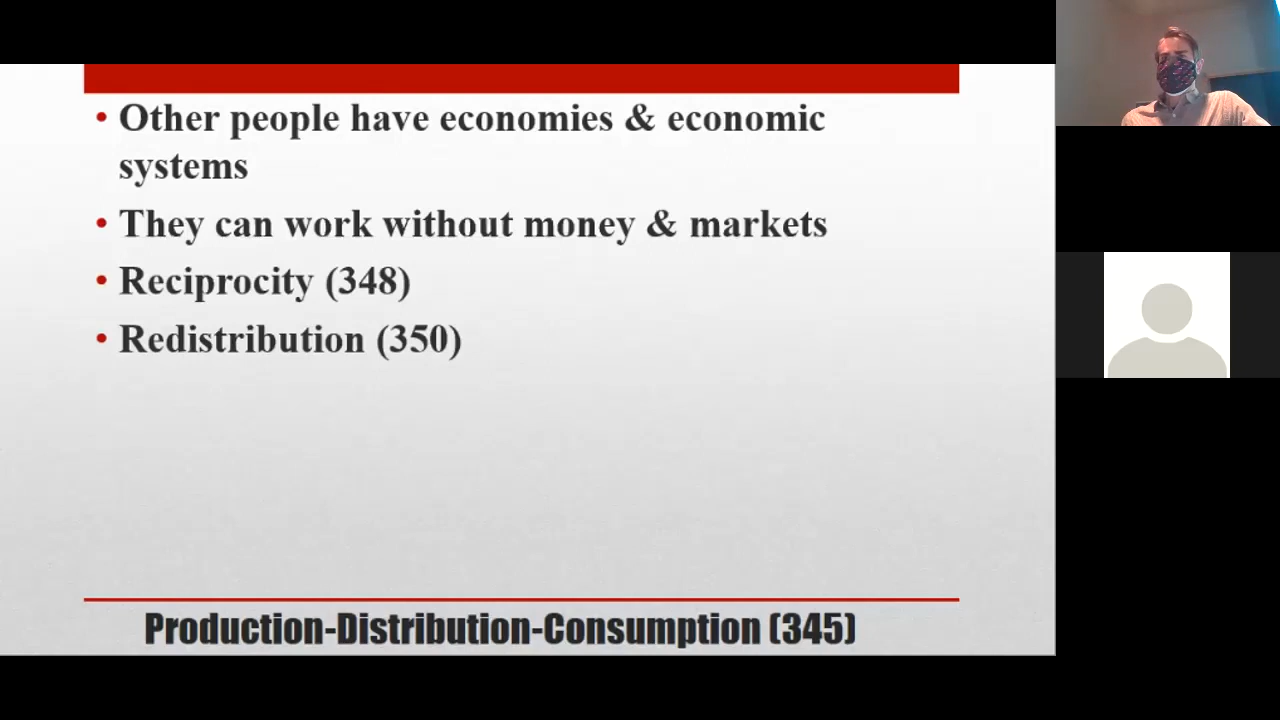 • Other people have economies & economic
systems
• They can work without money & markets
• Reciprocity (348)
• Redistribution (350)
Production-Distribution-Consumption (345)